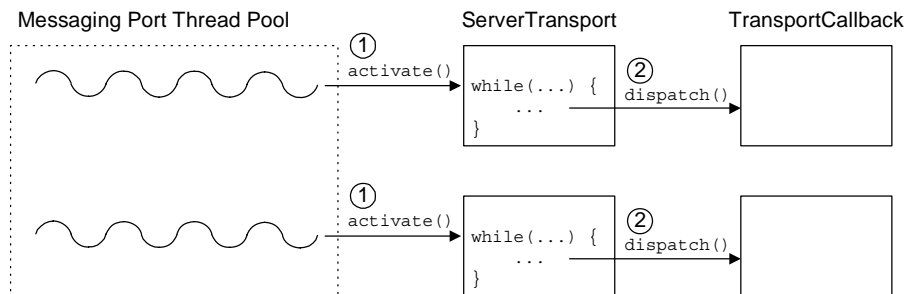 Messaging Port Thread Pool
ServerTransport
TransportCallback
1
activate()
while(...) {
...
}
2
dispatch()
1
activate()
while(...) {
...
}
2
dispatch()